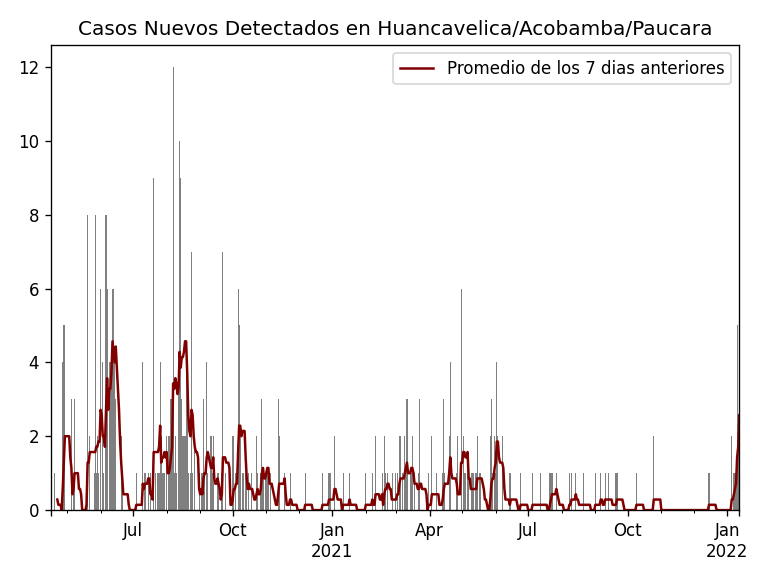 Casos Nuevos Detectados en Huancavelica/Acobamba/Paucara
Promedio de los 7 dias anteriores
12
10
8
6
4
2
0
Jul Oct Jan Apr Jul Oct Jan
2021 2022